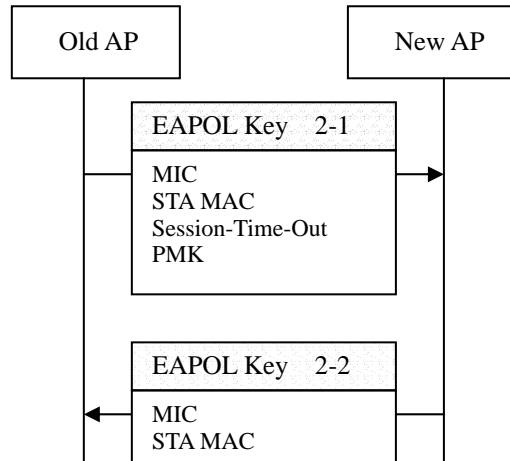 Old AP
New AP
EAPOL Key 2-1
MIC
STA MAC
Session-Time-Out
PMK
EAPOL Key 2-2
MIC
STA MAC